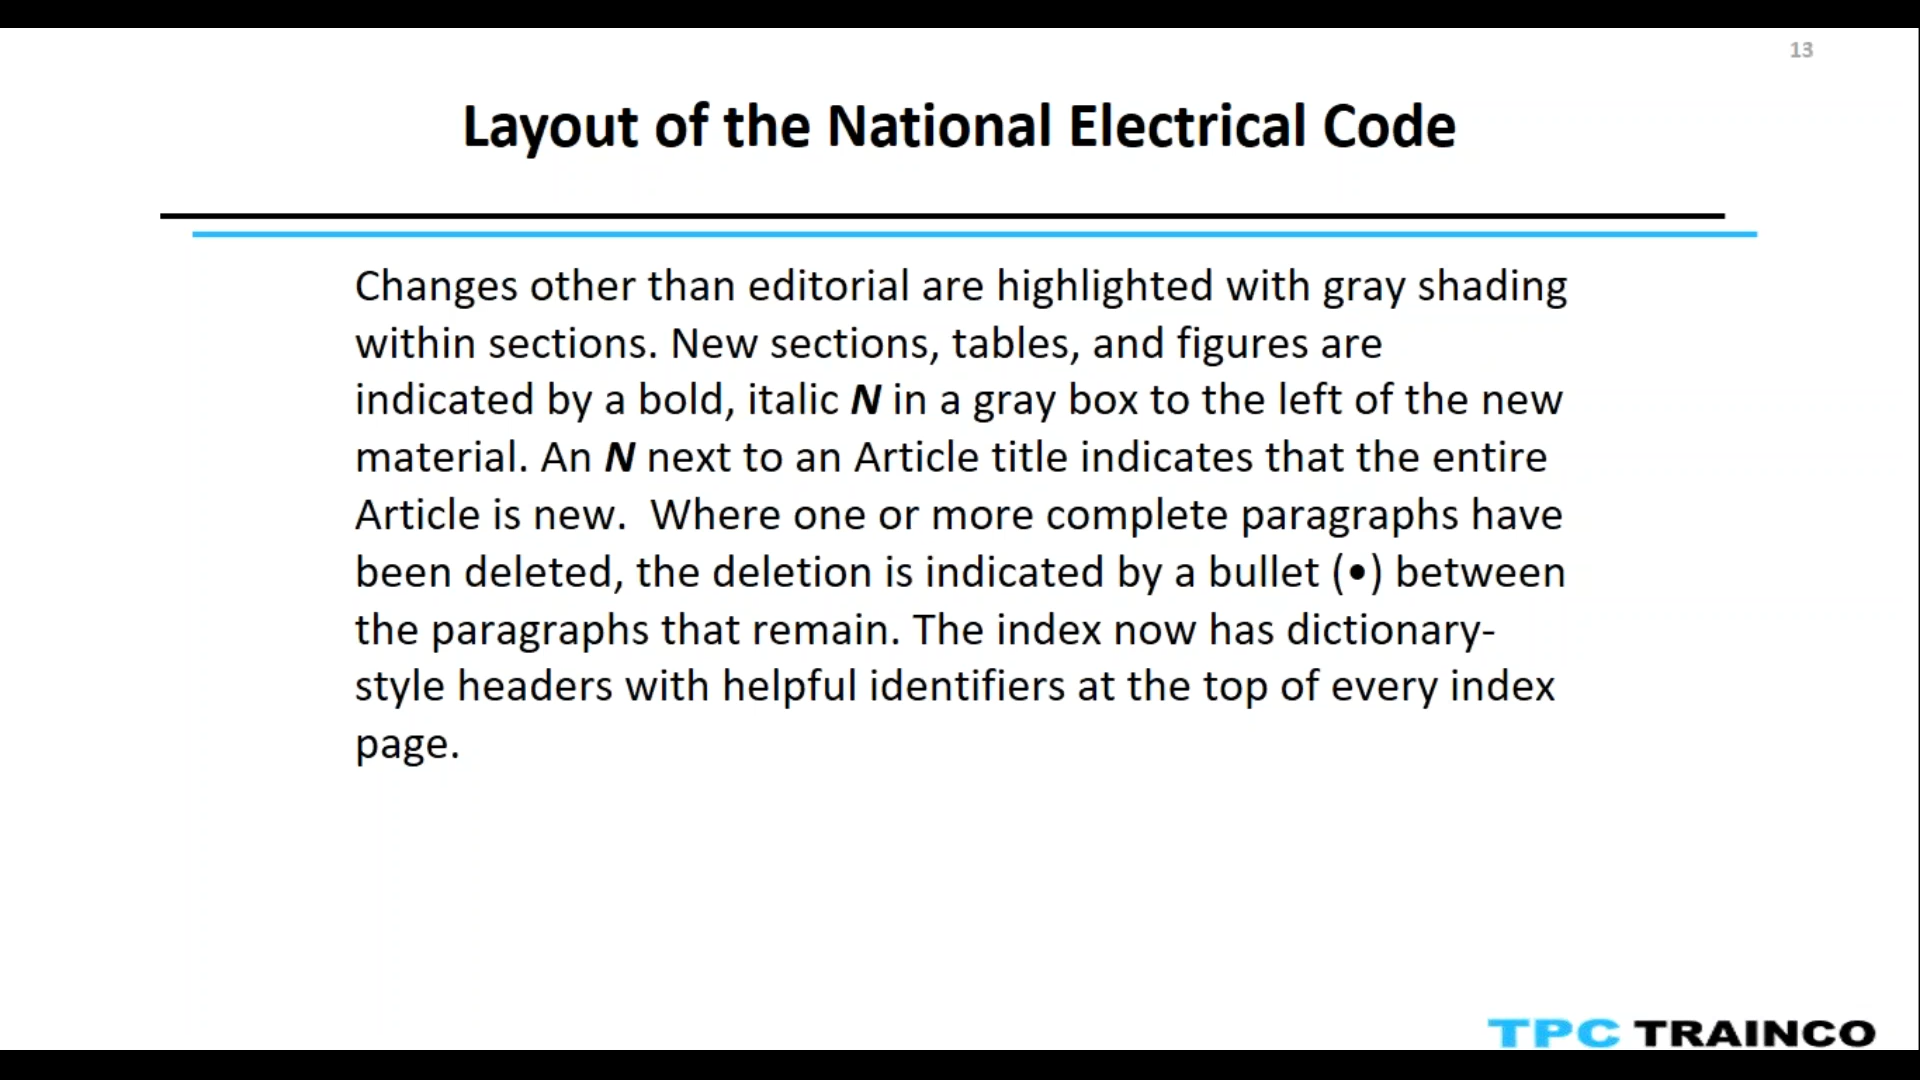 13
Layout of the National Electrical Code
Changes other than editorial are highlighted with gray shading
within sections. New sections, tables, and figures are
indicated by a bold, italic N in a gray box to the left of the new
material. An N next to an Article title indicates that the entire
Article is new.  Where one or more complete paragraphs have
been deleted, the deletion is indicated by a bullet (•) between
the paragraphs that remain. The index now has dictionary-
style headers with helpful identifiers at the top of every index
page.
TPC TRAINCO